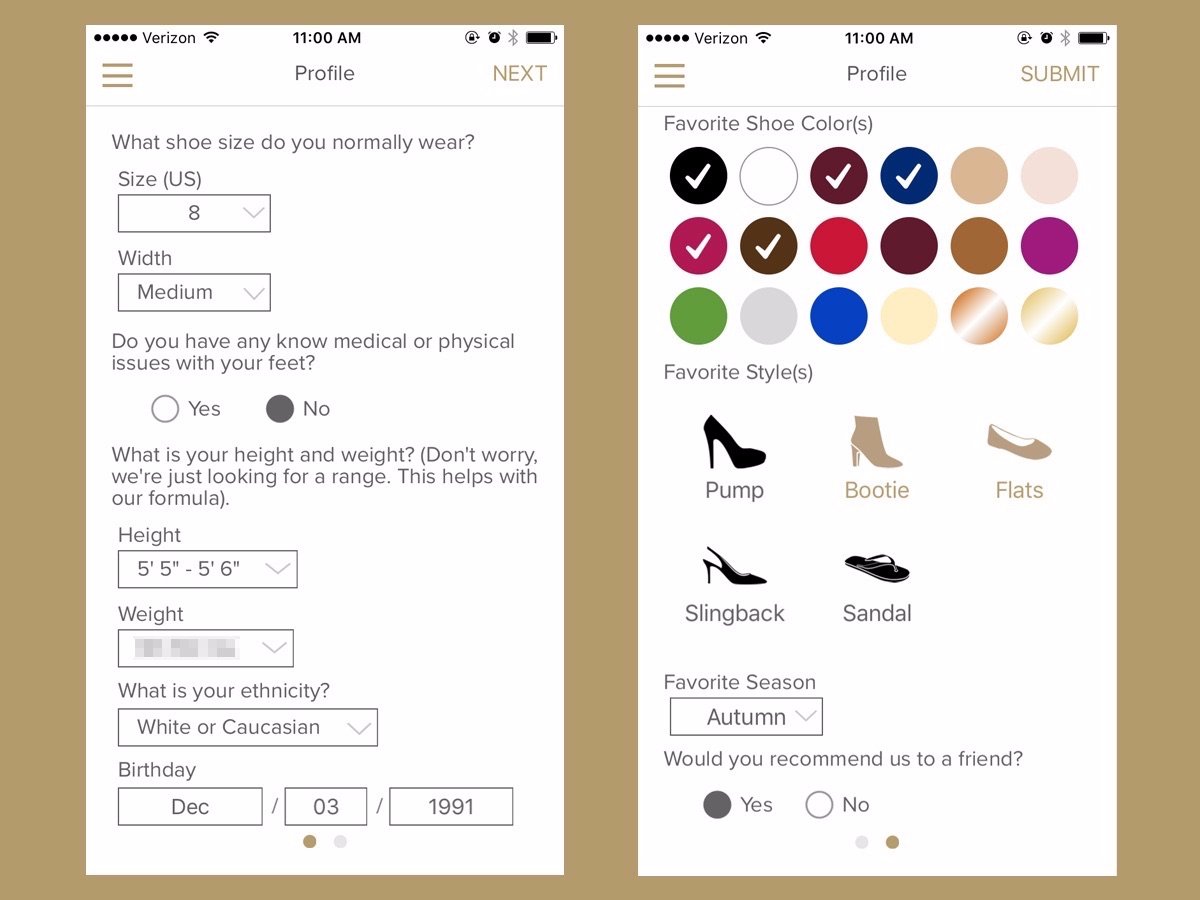 Verizon 11:00 AM
Profile NEXT
What shoe size do you normally wear?
Size (US)
8
Width
Medium
Do you have any know medical or physical
issues with your feet?
Yes No
What is your height and weight? (Don't worry,
we're just looking for a range. This helps with
our formula).
Height
5' 5" - 5' 6"
Weight
What is your ethnicity?
White or Caucasian
Birthday
Dec / 03 / 1991
Verizon 11:00 AM
Profile SUBMIT
Favorite Shoe Color(s)
Favorite Style(s)
Pump Bootie Flats
Slingback Sandal
Favorite Season
Autumn
Would you recommend us to a friend?
Yes No